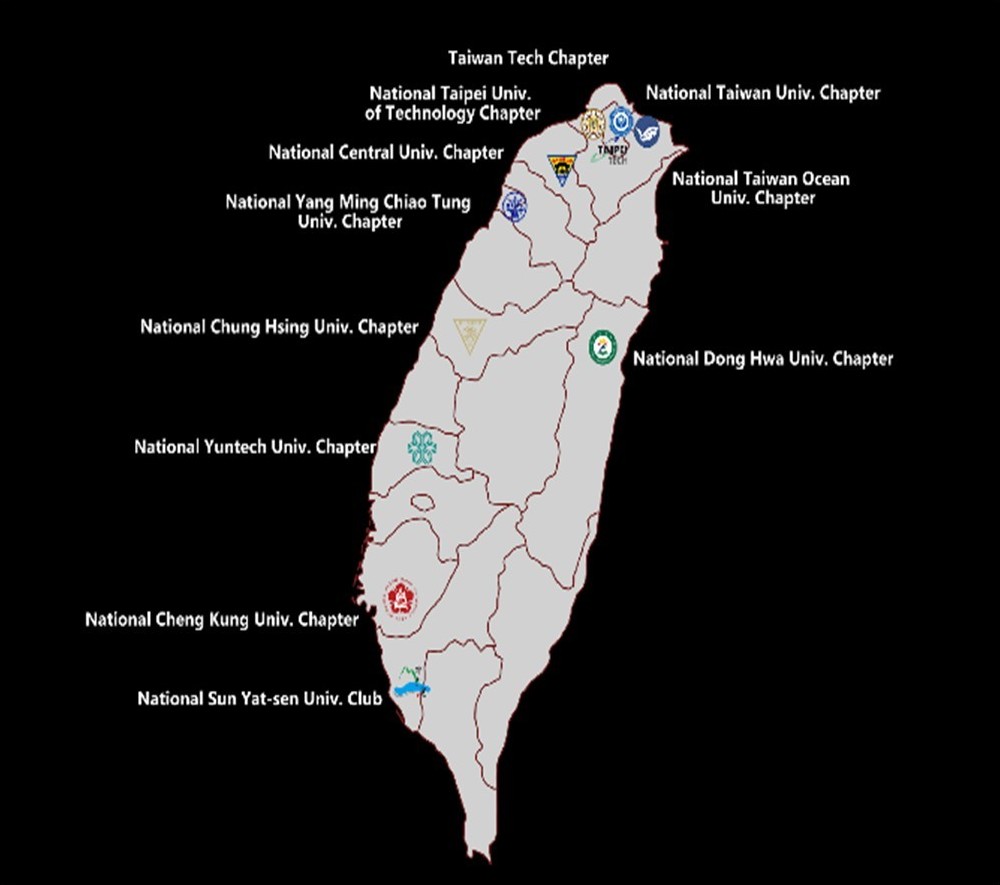 Taiwan Tech Chapter
National Taipei Univ.
of Technology Chapter
National Taiwan Univ. Chapter
National Central Univ. Chapter
TAIPEI
TECH
National Taiwan Ocean
Univ. Chapter
National Yang Ming Chiao Tung
Univ. Chapter
National Chung Hsing Univ. Chapter
National Dong Hwa Univ. Chapter
National Yuntech Univ. Chapter
National Cheng Kung Univ. Chapter
National Sun Yat-sen Univ. Club